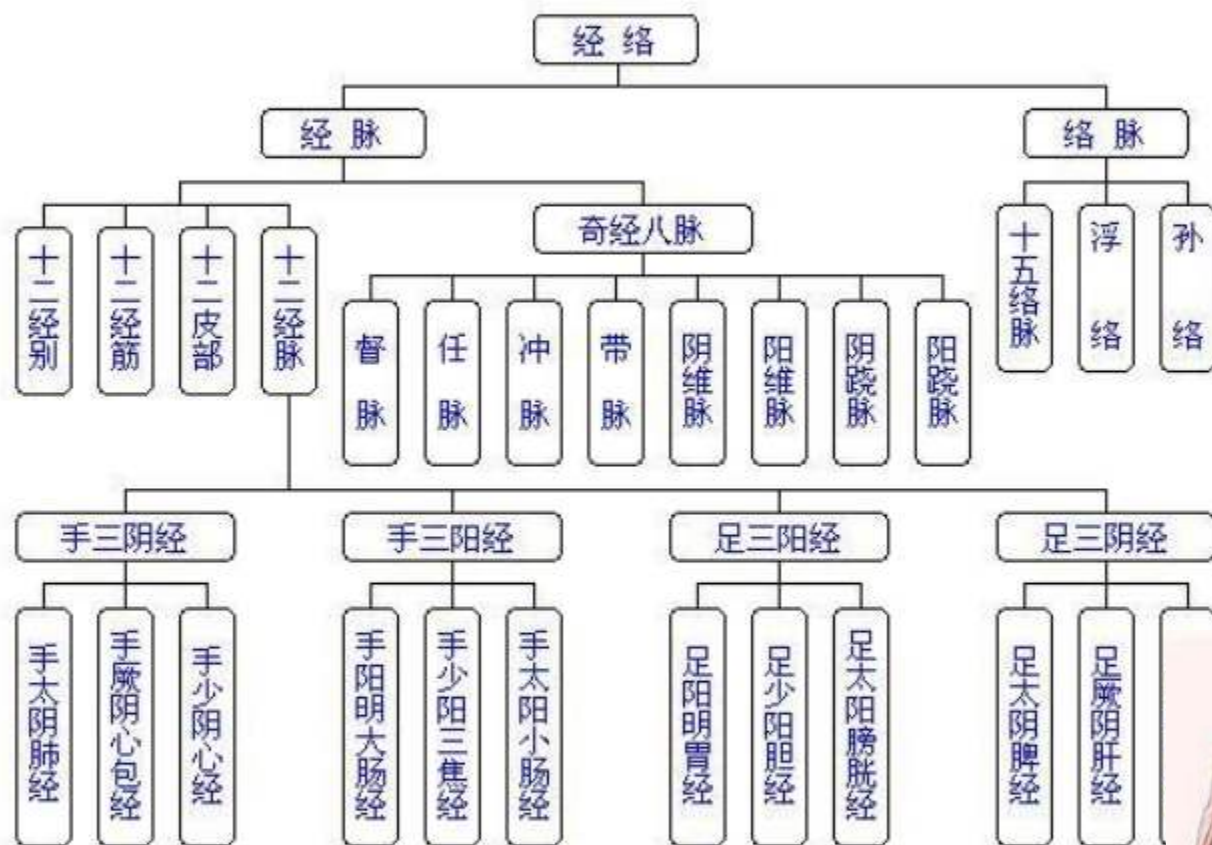 经 络
经 脉
络 脉
十二经别
十二经筋
十二皮部
十二经脉
奇经八脉
督脉
任脉
冲脉
带脉
阴维脉
阳维脉
阴跷脉
阳跷脉
十五络脉
浮络
孙络
手三阴经
手三阳经
足三阳经
足三阴经
手太阴肺经
手厥阴心包经
手少阴心经
手阳明大肠经
手少阳三焦经
手太阳小肠经
足阳明胃经
足少阳胆经
足太阳膀胱经
足太阴脾经
足厥阴肝经